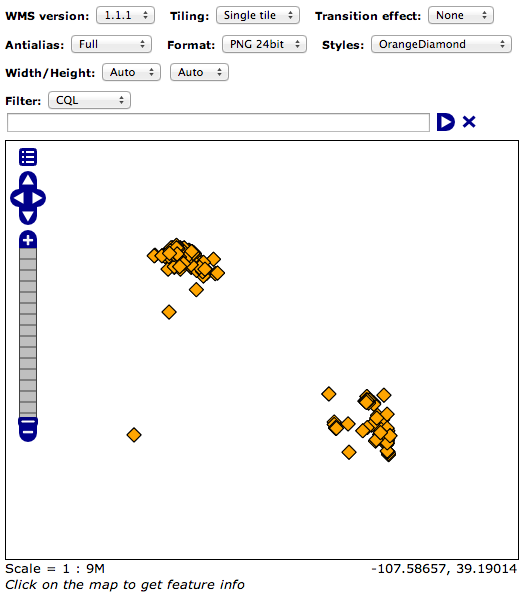 WMS version: 1.1.1 Tiling: Single tile Transition effect: None
Antialias: Full Format: PNG 24bit Styles: OrangeDiamond
Width/Height: Auto Auto
Filter: CQL
Scale = 1 : 9M -107.58657, 39.19014
Click on the map to get feature info